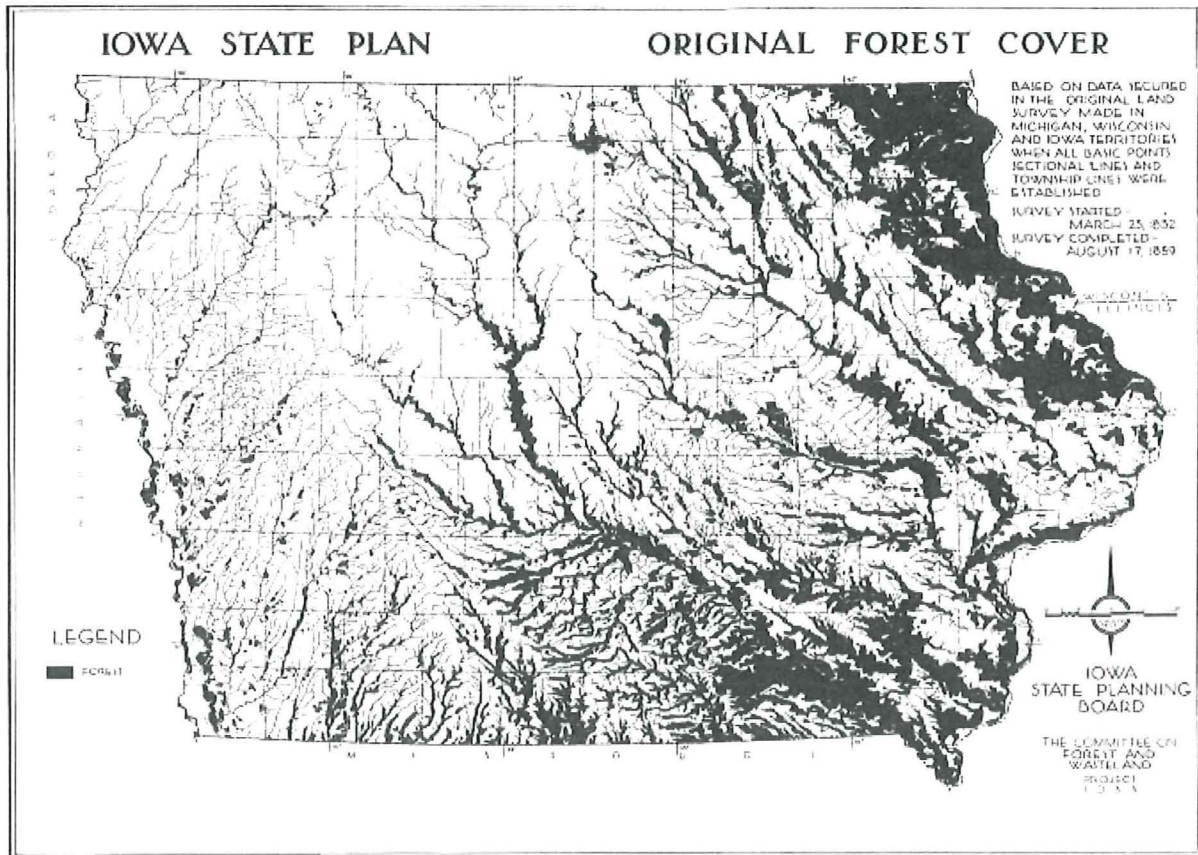 IOWA STATE PLAN
ORIGINAL FOREST COVER
BASED ON DATA SECURED
IN THE ORIGINAL LAND
SURVEY MADE IN
MICHIGAN, WISCONSIN
AND IOWA TERRITORIES
WHEN ALL BASIC POINTS
SECTIONAL LINES AND
TOWNSHIP LINES WERE
ESTABLISHED
SURVEY STARTED -
MARCH 23, 1832
SURVEY COMPLETED -
AUGUST 17, 1859
ILLINOIS
LEGEND
FOREST
IOWA
STATE PLANNING
BOARD
THE COMMITTEE ON
FOREST AND
WASTELAND
PROJECT